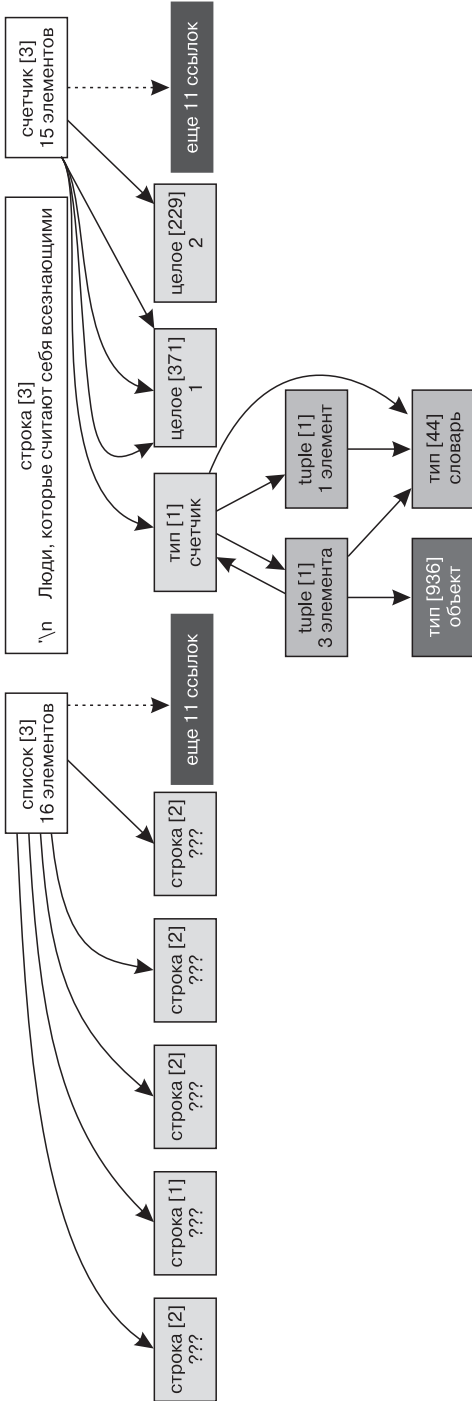 список [3]
16 элементов
строка [3]
'\n Люди, которые считают себя всезнающими
счетчик [3]
15 элементов
строка [2]
???
строка [1]
???
строка [2]
???
строка [2]
???
строка [2]
???
еще 11 ссылок
тип [1]
счетчик
целое [371]
1
целое [229]
2
еще 11 ссылок
tuple [1]
3 элемента
tuple [1]
1 элемент
тип [936]
объект
тип [44]
словарь